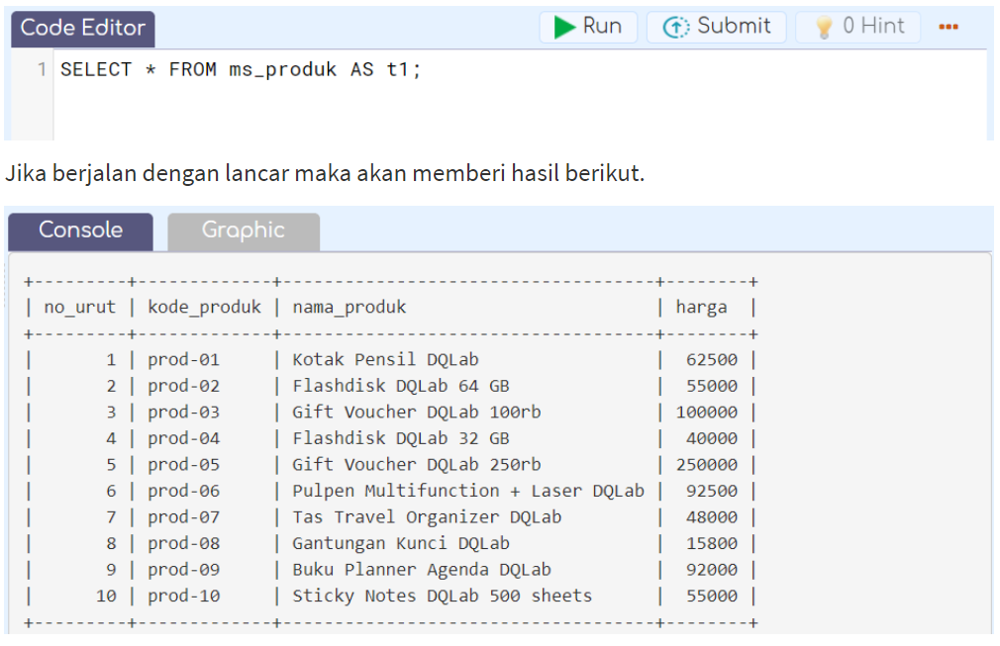 Code Editor Run Submit 0 Hint
1 SELECT * FROM ms_produk AS t1;
Jika berjalan dengan lancar maka akan memberi hasil berikut.
Console Graphic
+---------+-------------+------------------------------------+--------+
| no_urut | kode_produk | nama_produk                        | harga  |
+---------+-------------+------------------------------------+--------+
|       1 | prod-01     | Kotak Pensil DQLab                 |  62500 |
|       2 | prod-02     | Flashdisk DQLab 64 GB              |  55000 |
|       3 | prod-03     | Gift Voucher DQLab 100rb           | 100000 |
|       4 | prod-04     | Flashdisk DQLab 32 GB              |  40000 |
|       5 | prod-05     | Gift Voucher DQLab 250rb           | 250000 |
|       6 | prod-06     | Pulpen Multifunction + Laser DQLab |  92500 |
|       7 | prod-07     | Tas Travel Organizer DQLab         |  48000 |
|       8 | prod-08     | Gantungan Kunci DQLab              |  15800 |
|       9 | prod-09     | Buku Planner Agenda DQLab          |  92000 |
|      10 | prod-10     | Sticky Notes DQLab 500 sheets      |  55000 |
+---------+-------------+------------------------------------+--------+